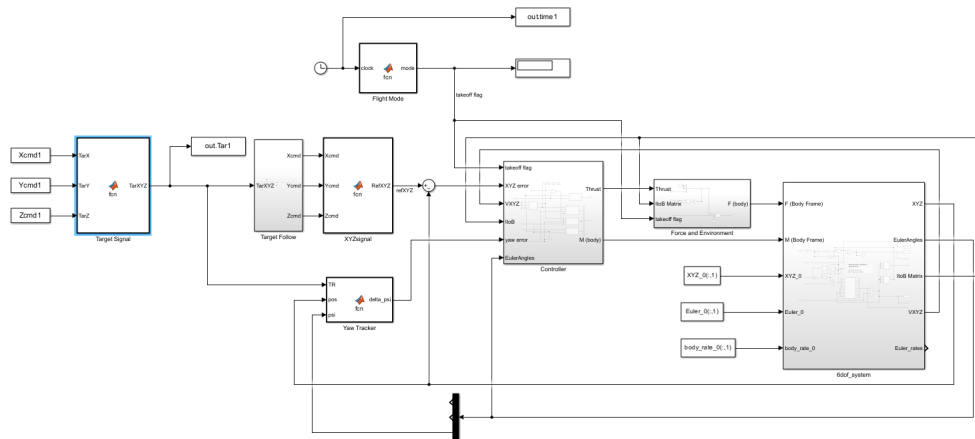 out.time1
clock
fcn
mode
Flight Mode
takeoff flag
Xcmd1
Ycmd1
Zcmd1
TarX
TarY
TarZ
fcn
TarXYZ
Target Signal
out.Tar1
TarXYZ
Xcmd
Ycmd
Zcmd
Target Follow
Xcmd
Ycmd
Zcmd
fcn
RefXYZ
XYZsignal
refXYZ
takeoff flag
XYZ error
VXYZ
ItoB
yaw error
EulerAngles
Thrust
M (body)
Controller
Thrust
ItoB Matrix
takeoff flag
F (body)
Force and Environment
F (Body Frame)
M (Body Frame)
XYZ_0
Euler_0
body_rate_0
XYZ
EulerAngles
ItoB Matrix
VXYZ
Euler_rates
6dof_system
XYZ_0(:,1)
Euler_0(:,1)
body_rate_0(:,1)
TR
pos
psi
fcn
delta_psi
Yaw Tracker